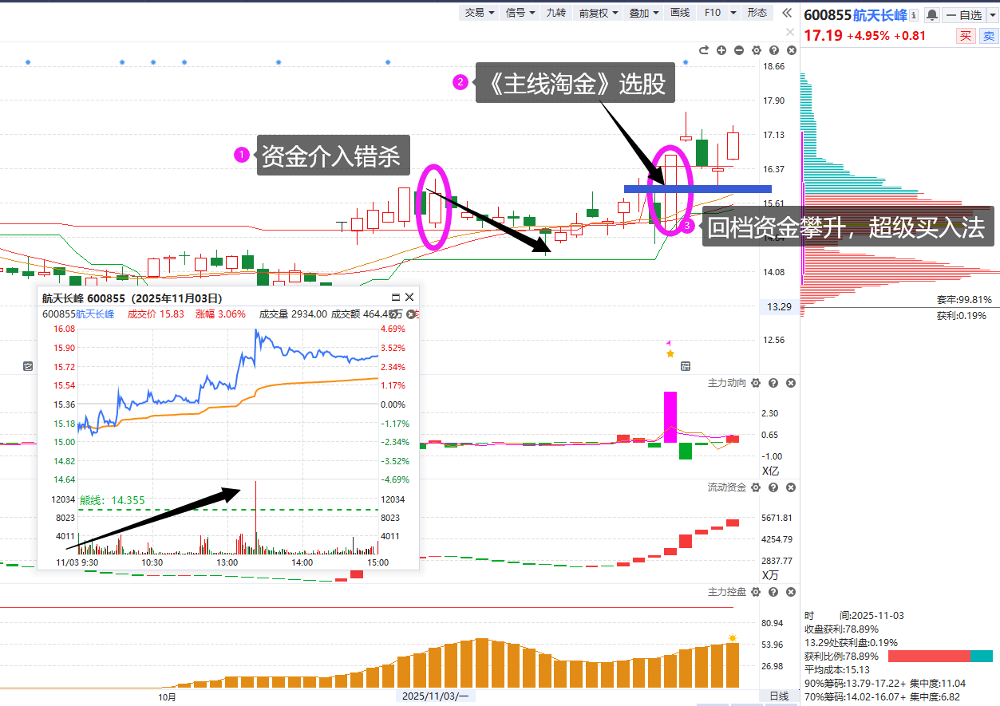 交易 信号 九转 前复权 叠加 画线 F10 形态
600855航天长峰
自选
17.19 +4.95% +0.81
买 卖
18.66
17.90
17.13
16.37
15.61
14.08
13.29
12.56
2 《主线淘金》选股
1 资金介入错杀
3 回档资金攀升，超级买入法
套牢:99.81%
获利:0.19%
研
航天长峰 600855（2025年11月03日）
600855航天长峰 成交价 15.83 涨幅 3.06% 成交量 2934.00 成交额
16.08 4.69%
15.90 3.52%
15.72 2.34%
15.54 1.17%
15.36 0.00%
15.18 -1.17%
15.00 -2.34%
14.82 -3.52%
14.64 -4.69%
熊线：14.355
12034 12034
8023 8023
4011 4011
11/03 9:30 10:30 13:00 14:00 15:00
主力动向
2.30
0.65
-1.00
X亿
流动资金
5671.81
4254.79
2837.77
X万
主力控盘
80.94
53.96
26.98
10月 2025/11/03/一 日线
时 间:2025-11-03
收盘获利:78.89%
13.29处获利盘:0.19%
获利比例:78.89%
平均成本:15.13
90%筹码:13.79-17.22+ 集中度:11.04
70%筹码:14.02-16.07+ 集中度:6.82